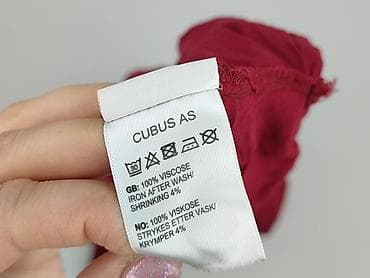 CUBUS AS
GB: 100% VISCOSE
IRON AFTER WASH/
SHRINKING 4%
NO: 100% VISKOSE
STRYKES ETTER VASK/
KRYMPER 4%